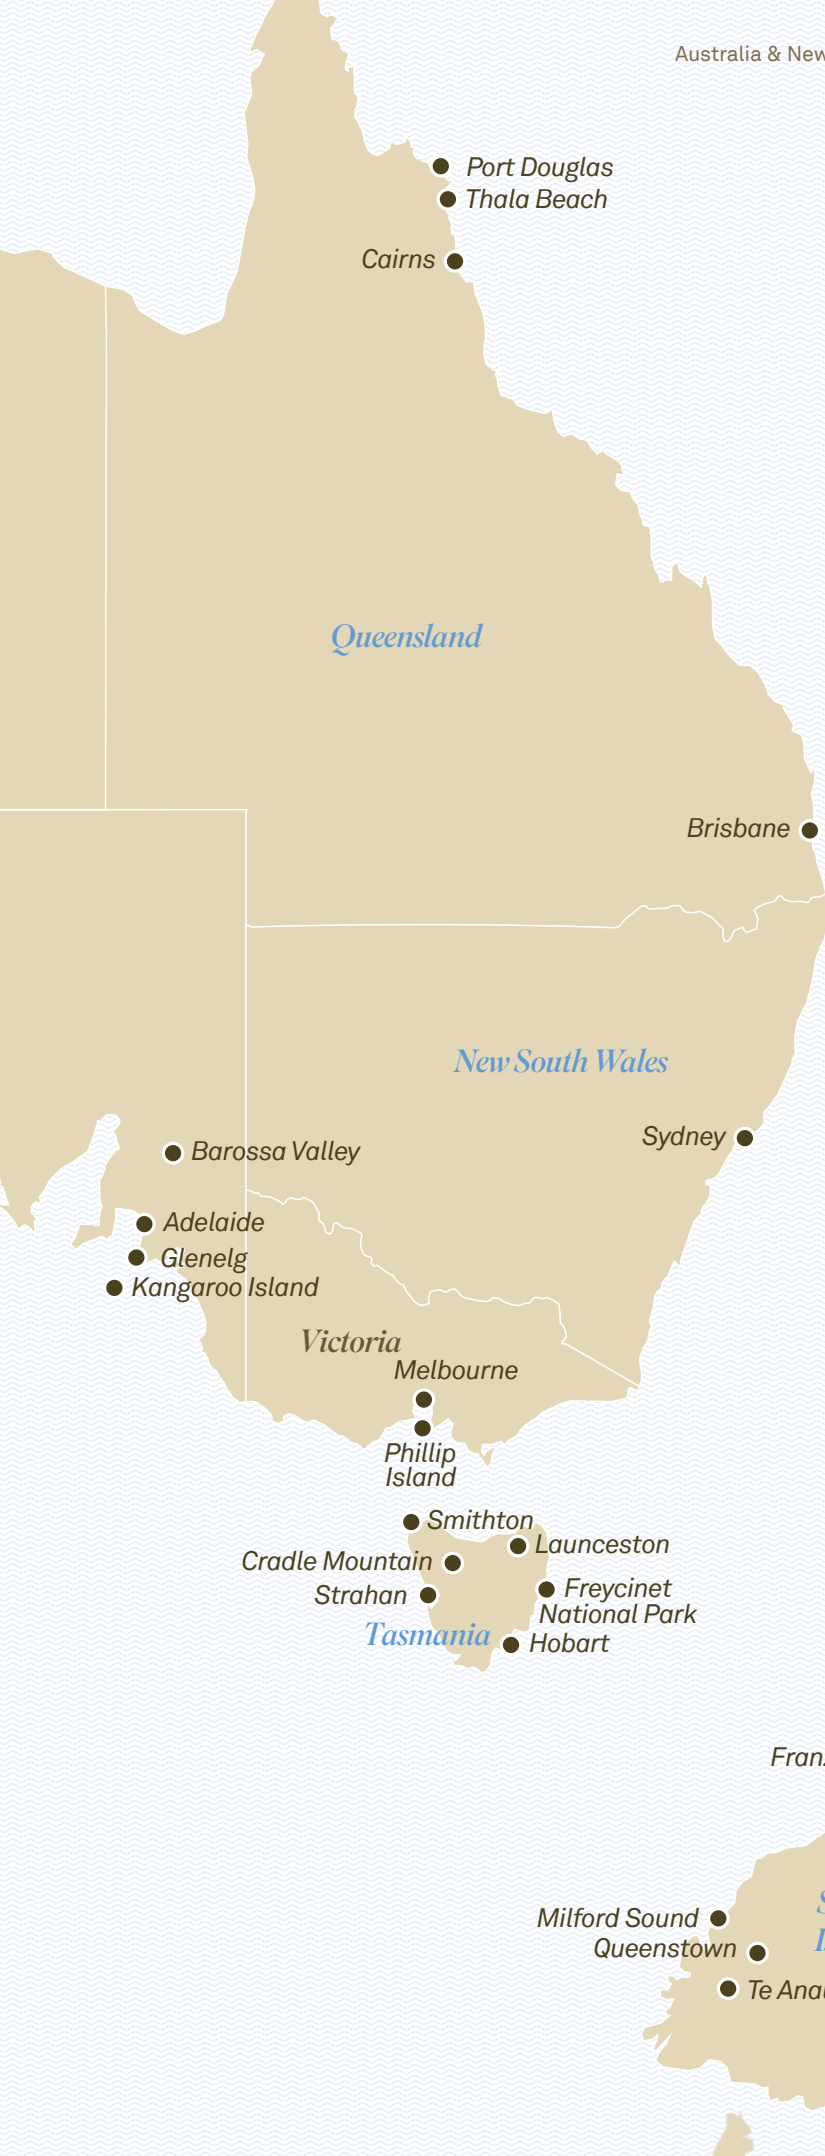 Australia & New
Port Douglas
Thala Beach
Cairns
Queensland
Brisbane
New South Wales
Sydney
Barossa Valley
Adelaide
Glenelg
Kangaroo Island
Victoria
Melbourne
Phillip
Island
Smithton
Launceston
Cradle Mountain
Freycinet
National Park
Strahan
Tasmania
Hobart
Milford Sound
Queenstown